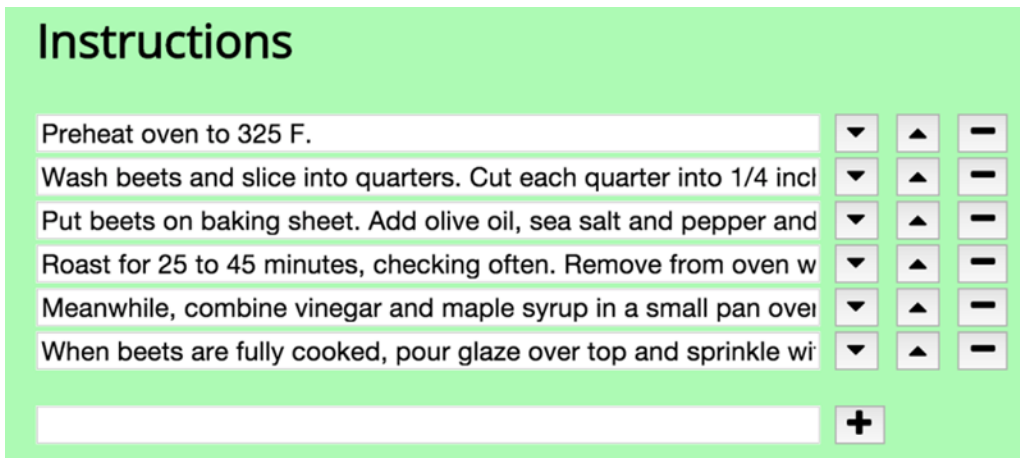 Instructions
Preheat oven to 325 F.
Wash beets and slice into quarters. Cut each quarter into 1/4 incl
Put beets on baking sheet. Add olive oil, sea salt and pepper and
Roast for 25 to 45 minutes, checking often. Remove from oven w
Meanwhile, combine vinegar and maple syrup in a small pan over
When beets are fully cooked, pour glaze over top and sprinkle wi